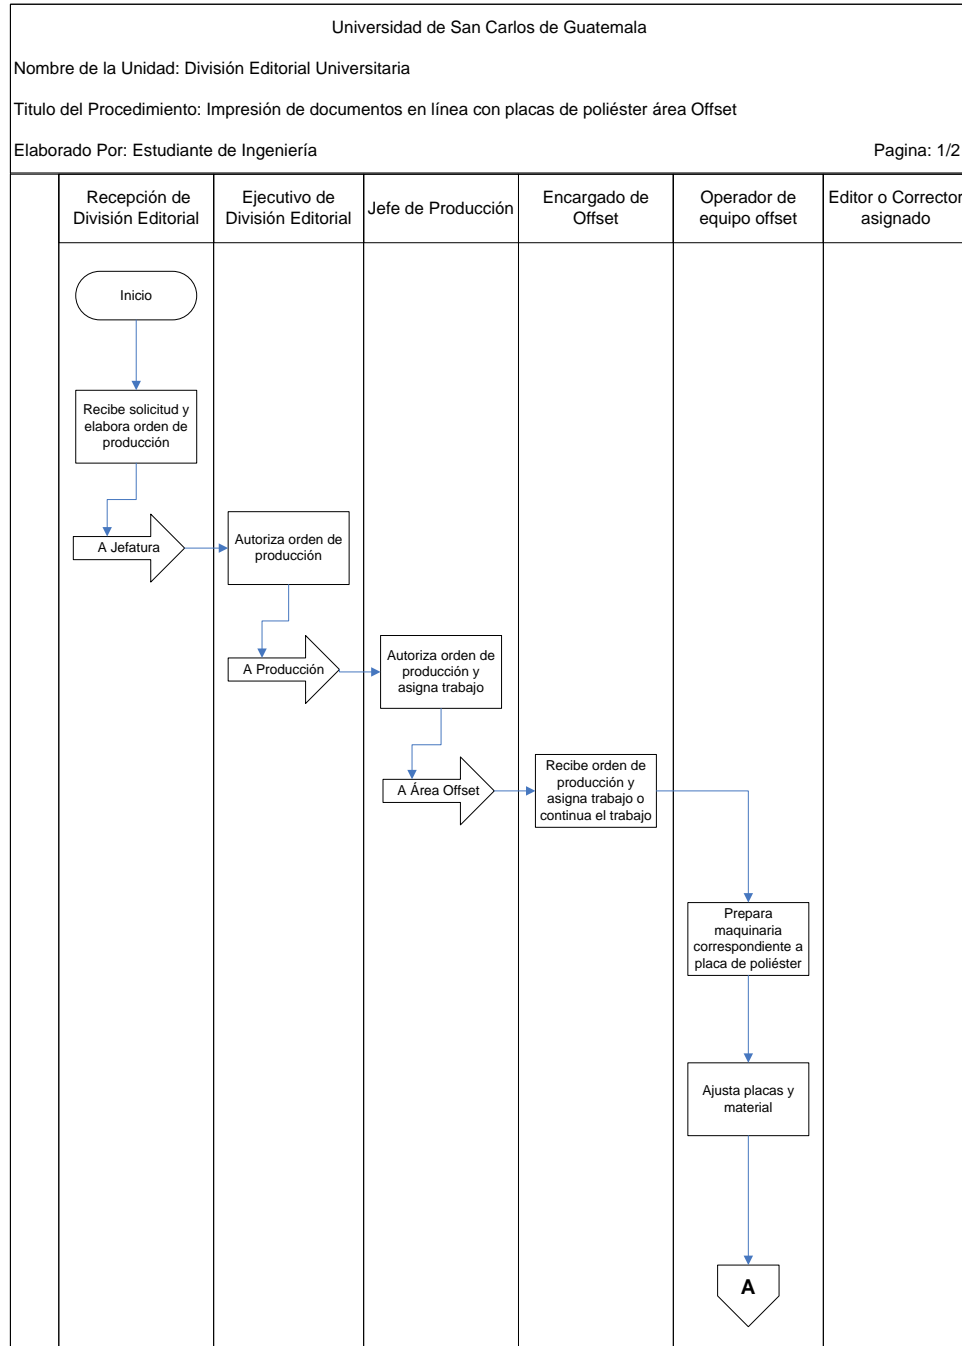 Universidad de San Carlos de Guatemala
Nombre de la Unidad: División Editorial Universitaria
Titulo del Procedimiento: Impresión de documentos en línea con placas de poliéster área Offset
Elaborado Por: Estudiante de Ingeniería
Pagina: 1/2
Recepción de
División Editorial
Ejecutivo de
División Editorial
Jefe de Producción
Encargado de
Offset
Operador de
equipo offset
Editor o Corrector
asignado
Inicio
Recibe solicitud y
elabora orden de
producción
A Jefatura
Autoriza orden de
producción
A Producción
Autoriza orden de
producción y
asigna trabajo
A Área Offset
Recibe orden de
producción y
asigna trabajo o
continua el trabajo
Prepara
maquinaria
correspondiente a
placa de poliéster
Ajusta placas y
material
A